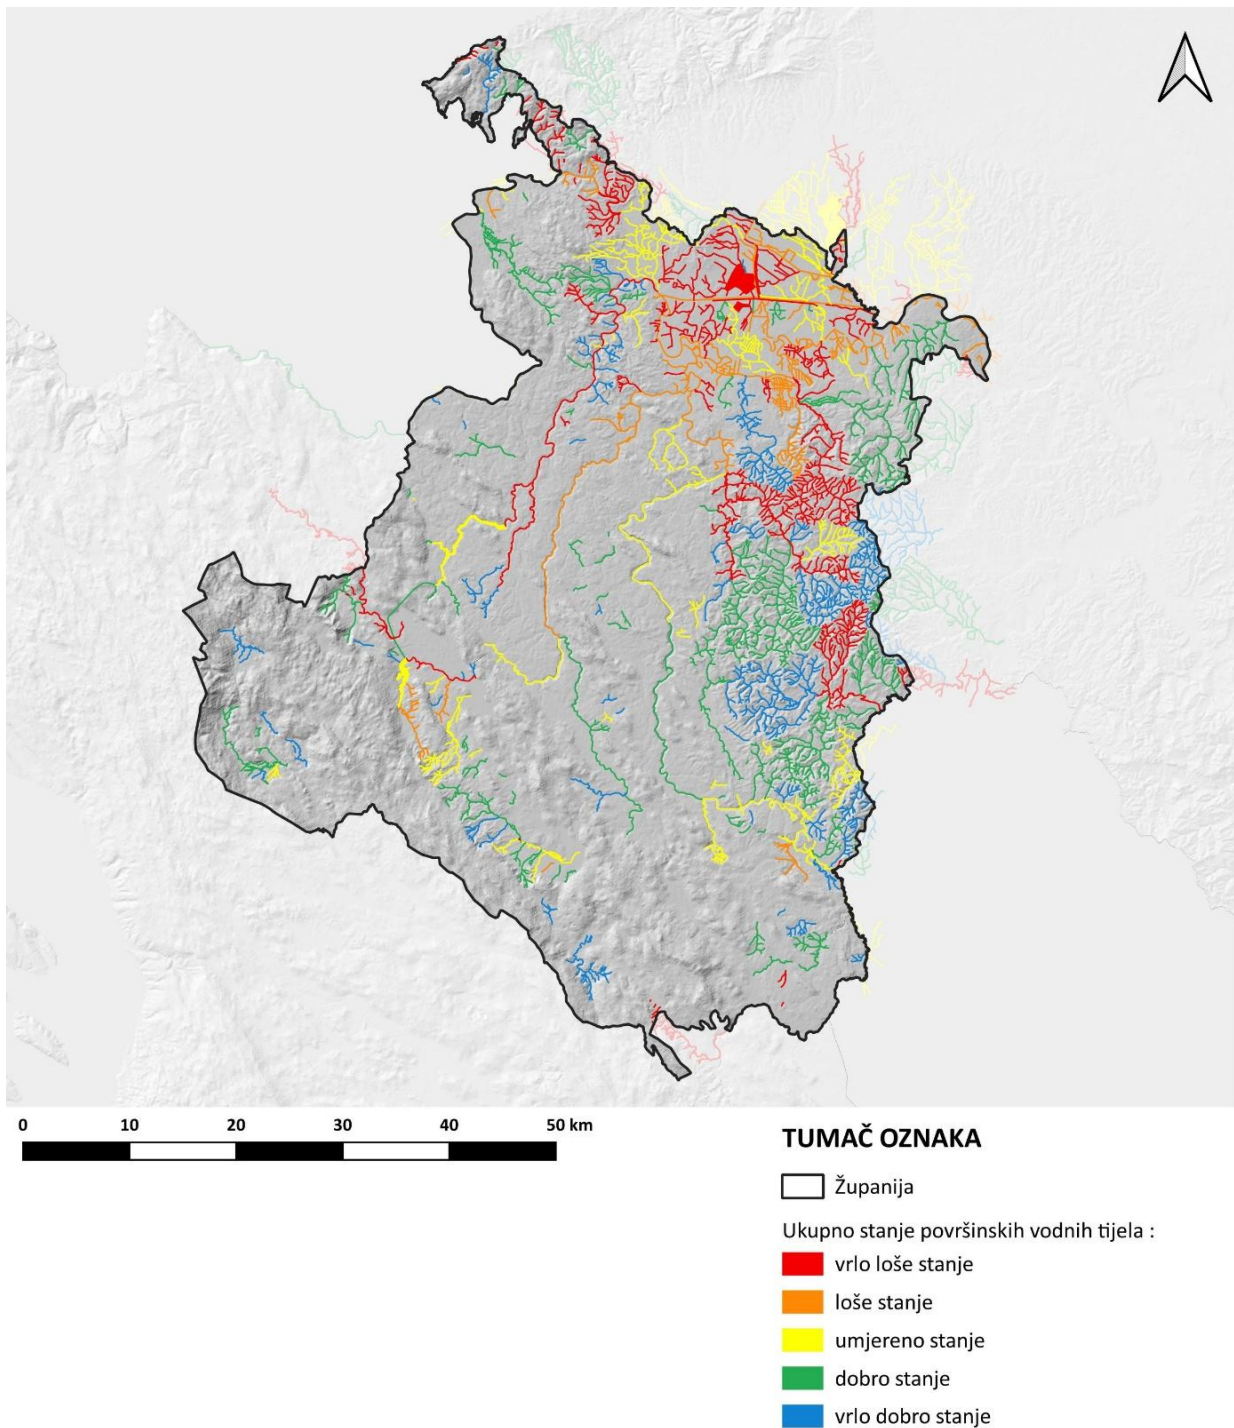 0 10 20 30 40 50 km
TUMAČ OZNAKA
Županija
Ukupno stanje površinskih vodnih tijela :
vrlo loše stanje
loše stanje
umjereno stanje
dobro stanje
vrlo dobro stanje